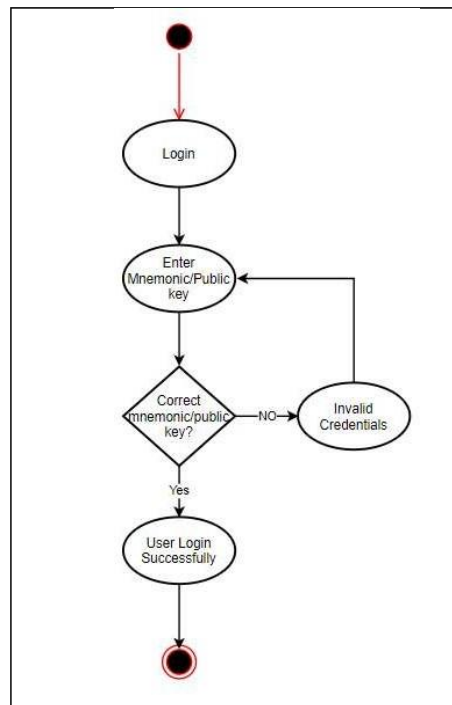 Login
Enter
Mnemonic/Public
key
Correct
mnemonic/public
key?
NO
Invalid
Credentials
Yes
User Login
Successfully